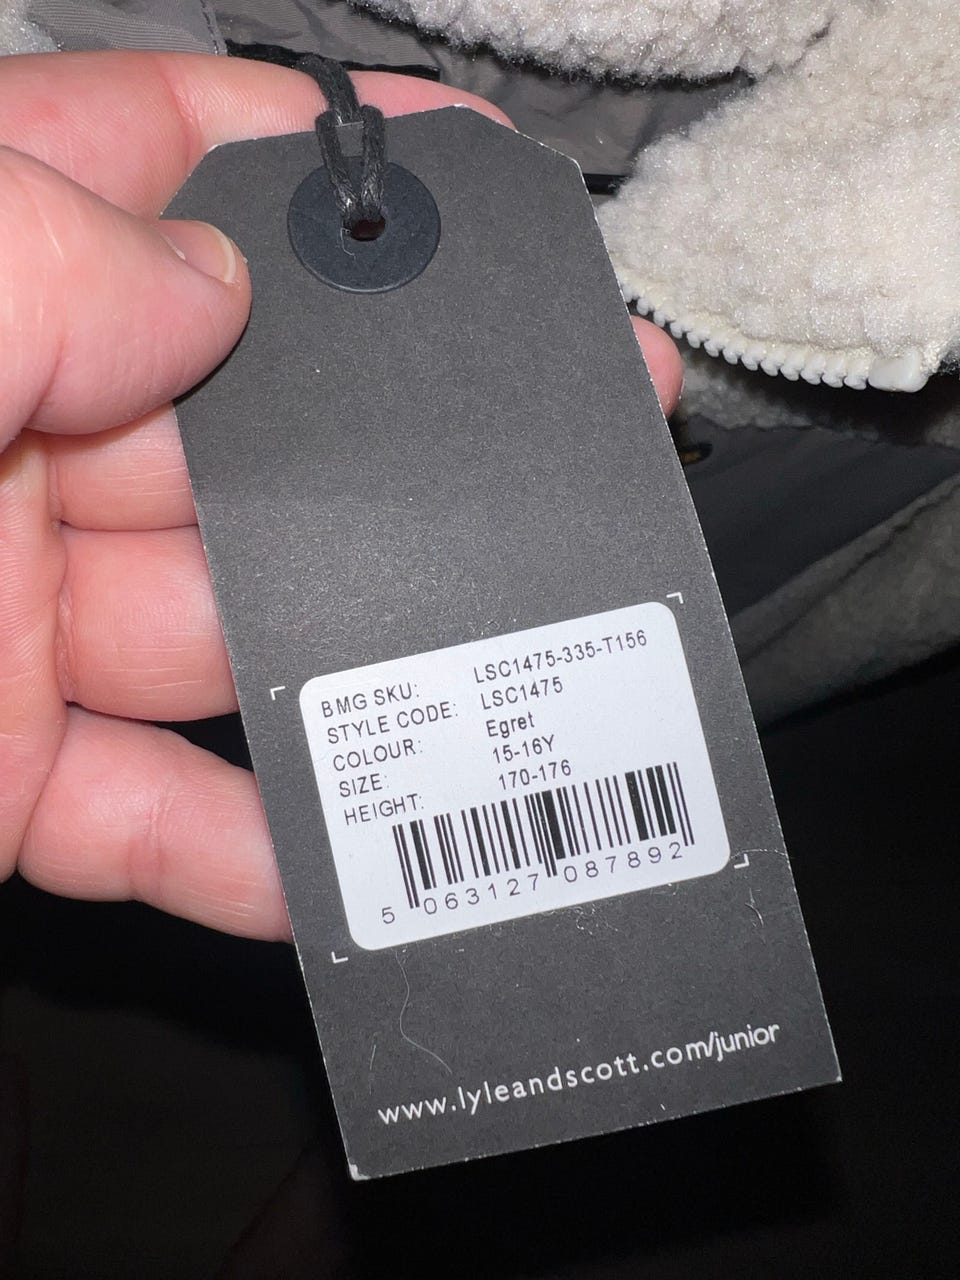 BMG SKU: LSC1475-335-T156
STYLE CODE: LSC1475
COLOUR: Egret
SIZE: 15-16Y
HEIGHT: 170-176
5 063127 087892
www.lyleandscott.com/junior